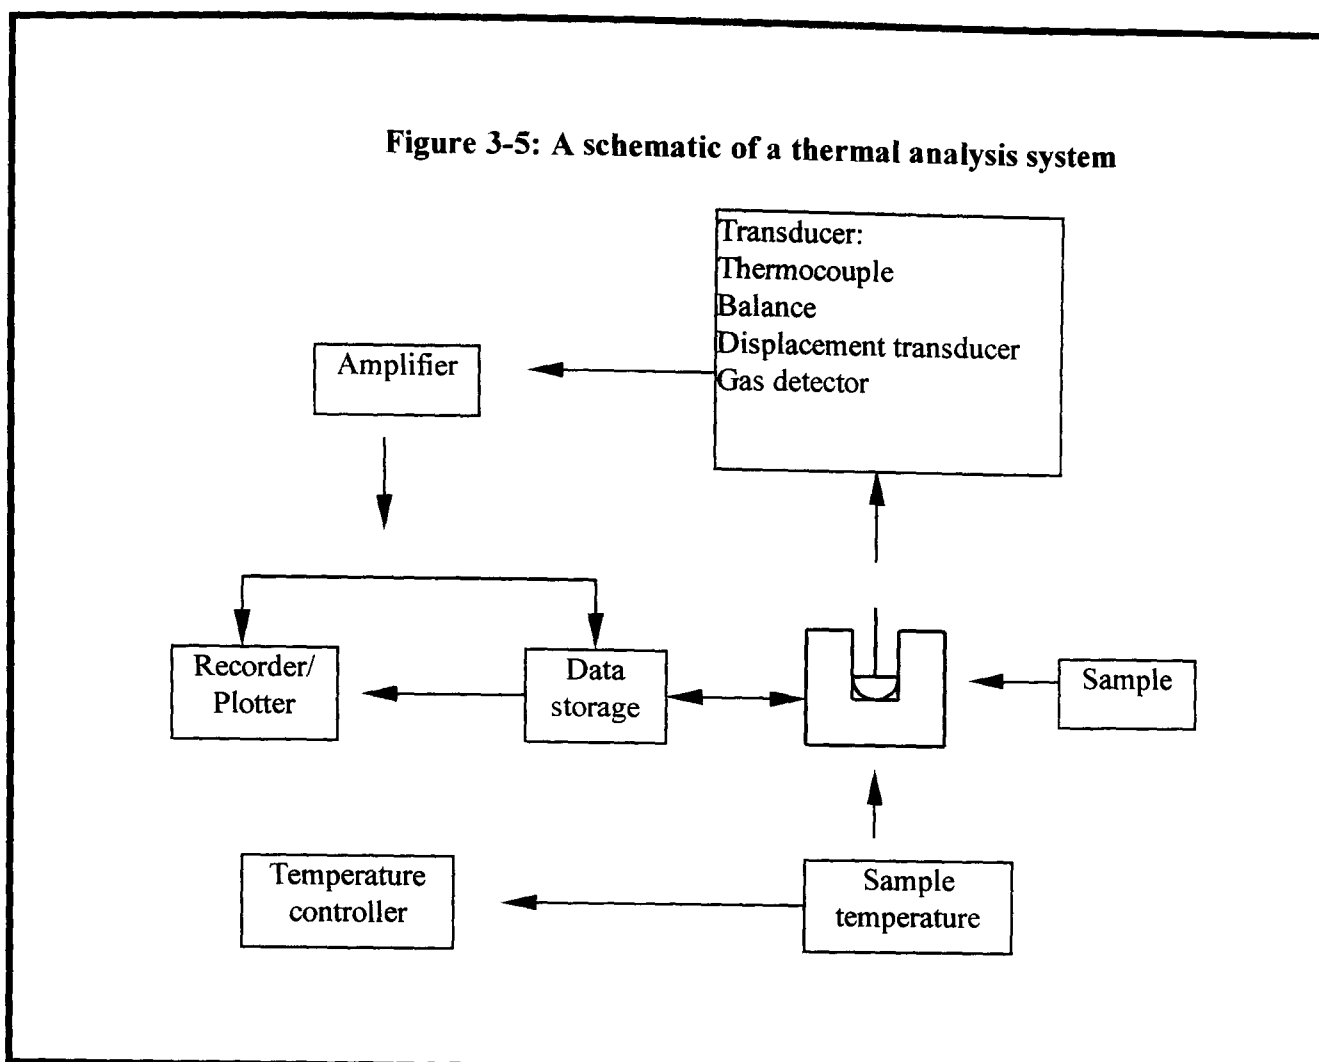 Figure 3-5: A schematic of a thermal analysis system
Transducer:
Thermocouple
Balance
Displacement transducer
Gas detector
Amplifier
Recorder/
Plotter
Data
storage
Sample
Temperature
controller
Sample
temperature